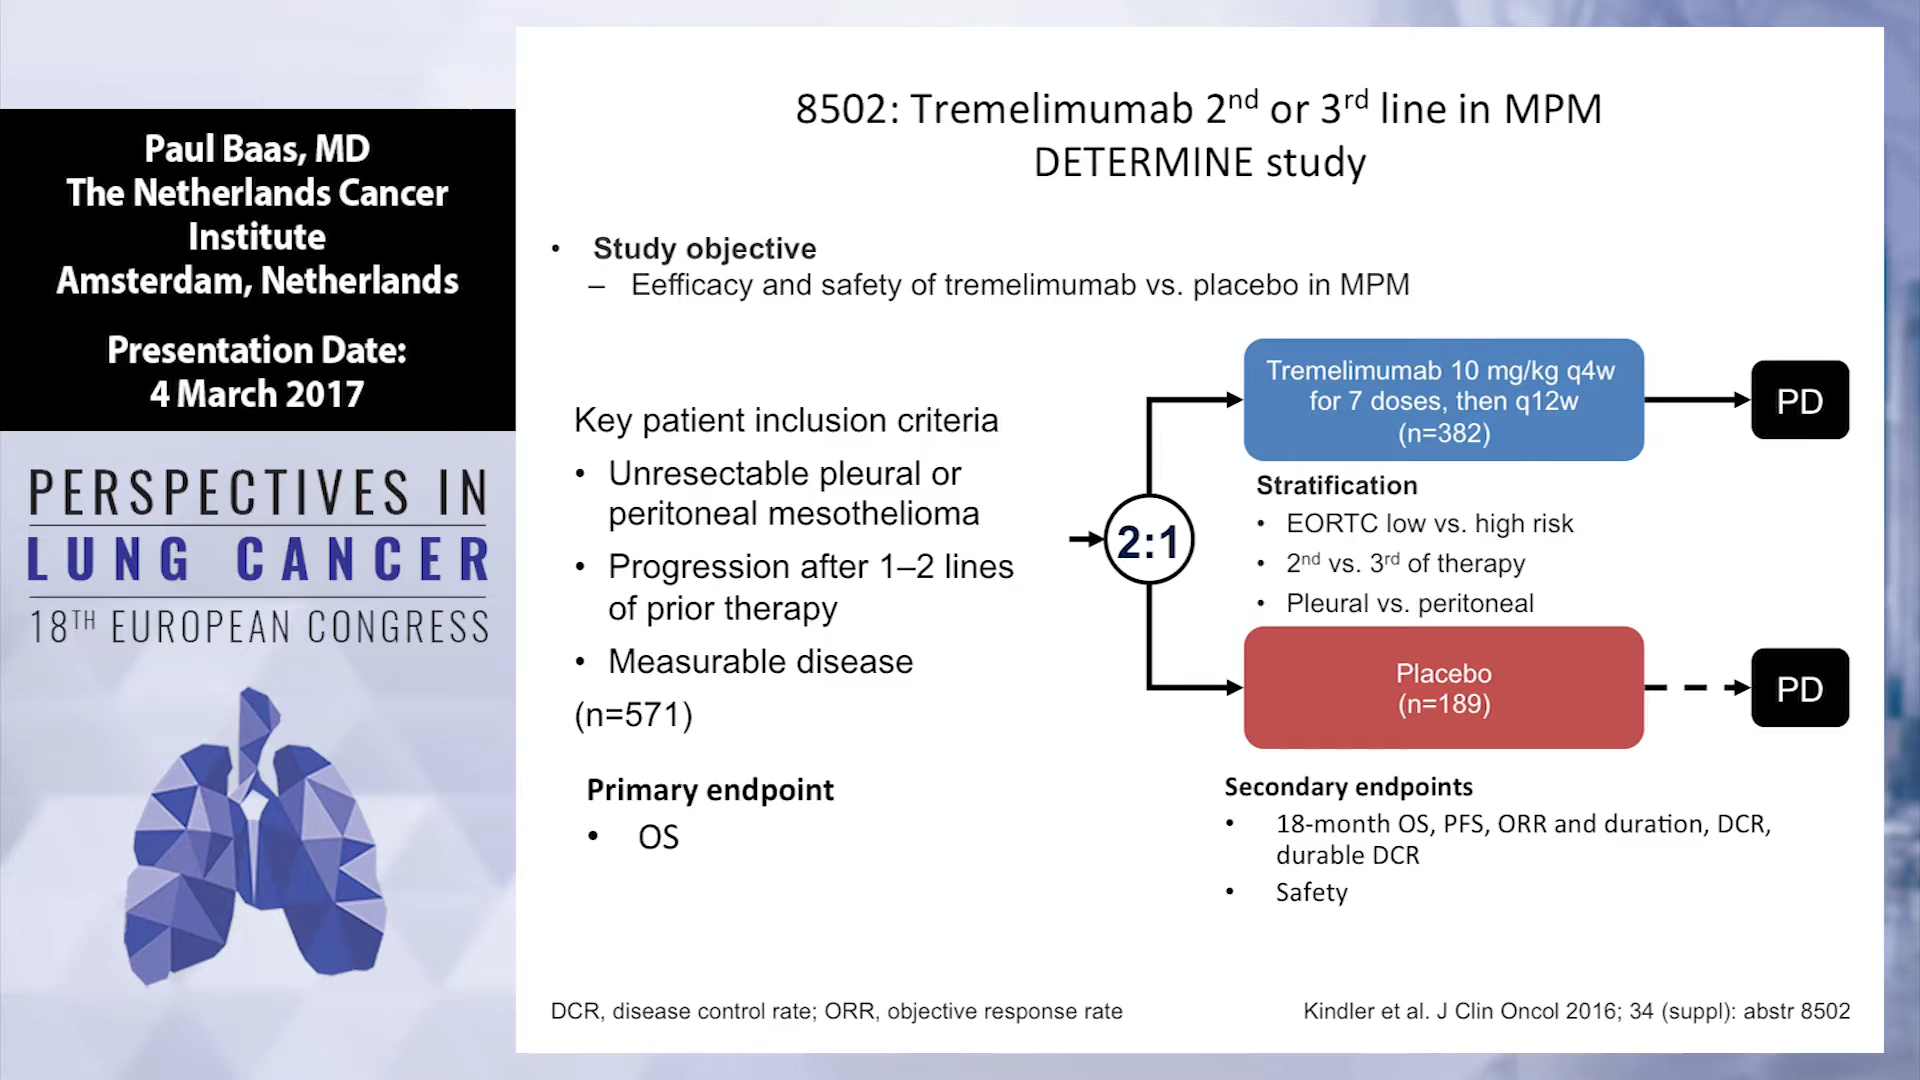 Paul Baas, MD
The Netherlands Cancer
Institute
Amsterdam, Netherlands
Presentation Date:
4 March 2017
PERSPECTIVES IN
LUNG CANCER
18TH EUROPEAN CONGRESS
8502: Tremelimumab 2nd or 3rd line in MPM
DETERMINE study
• Study objective
– Eefficacy and safety of tremelimumab vs. placebo in MPM
Key patient inclusion criteria
• Unresectable pleural or
peritoneal mesothelioma
• Progression after 1–2 lines
of prior therapy
• Measurable disease
(n=571)
2:1
Tremelimumab 10 mg/kg q4w
for 7 doses, then q12w
(n=382)
PD
Stratification
• EORTC low vs. high risk
• 2nd vs. 3rd of therapy
• Pleural vs. peritoneal
Placebo
(n=189)
PD
Primary endpoint
• OS
Secondary endpoints
• 18-month OS, PFS, ORR and duration, DCR,
durable DCR
• Safety
DCR, disease control rate; ORR, objective response rate
Kindler et al. J Clin Oncol 2016; 34 (suppl): abstr 8502